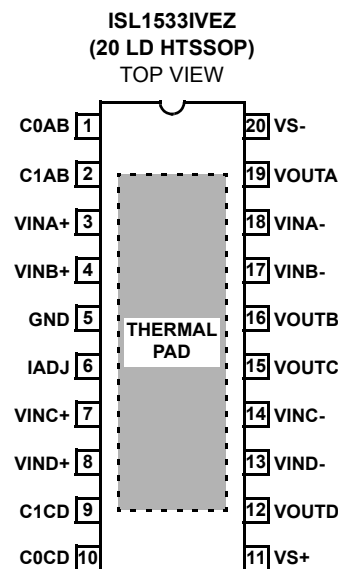 ISL1533IVEZ
(20 LD HTSSOP)
TOP VIEW
C0AB 1
20 VS-
C1AB 2
19 VOUTA
VINA+ 3
18 VINA-
VINB+ 4
17 VINB-
GND 5
16 VOUTB
THERMAL
PAD
IADJ 6
15 VOUTC
VINC+ 7
14 VINC-
VIND+ 8
13 VIND-
C1CD 9
12 VOUTD
C0CD 10
11 VS+